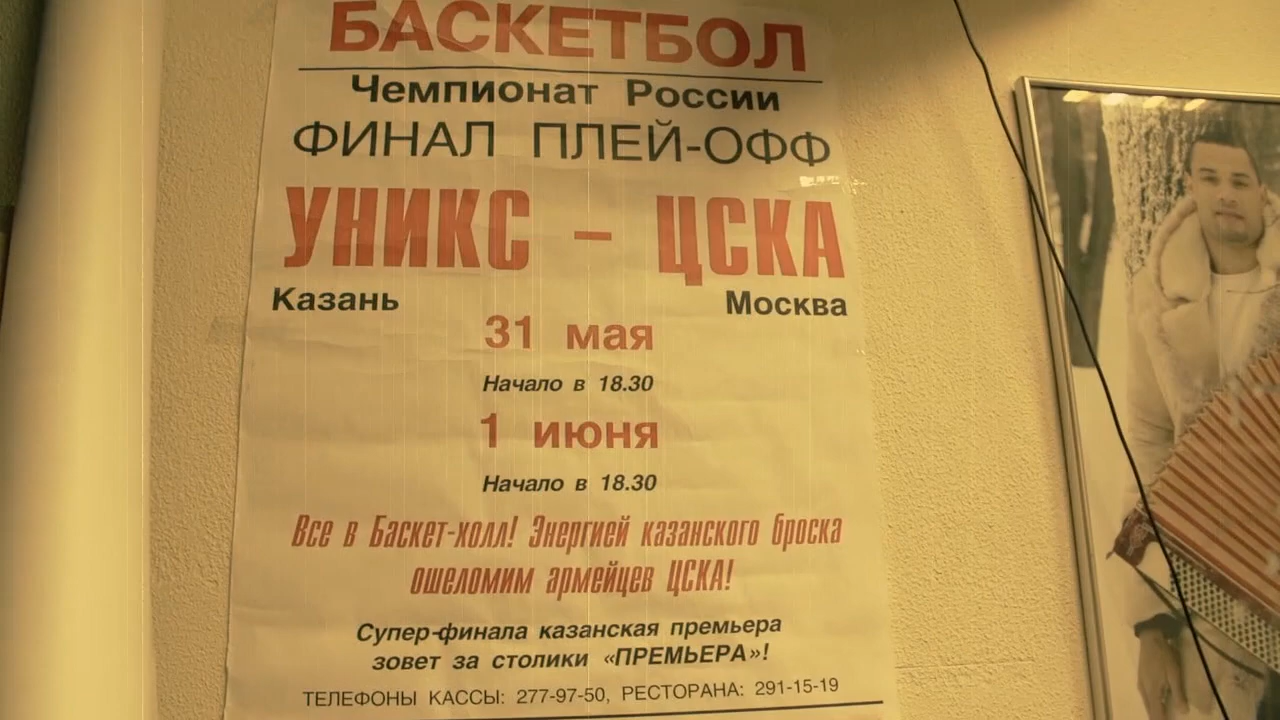 БАСКЕТБОЛ
Чемпионат России
ФИНАЛ ПЛЕЙ-ОФФ
УНИКС – ЦСКА
Казань Москва
31 мая
Начало в 18.30
1 июня
Начало в 18.30
Все в Баскет-холл! Энергией казанского броска
ошеломим армейцев ЦСКА!
Супер-финала казанская премьера
зовет за столики «ПРЕМЬЕРА»!
ТЕЛЕФОНЫ КАССЫ: 277-97-50, РЕСТОРАНА: 291-15-19